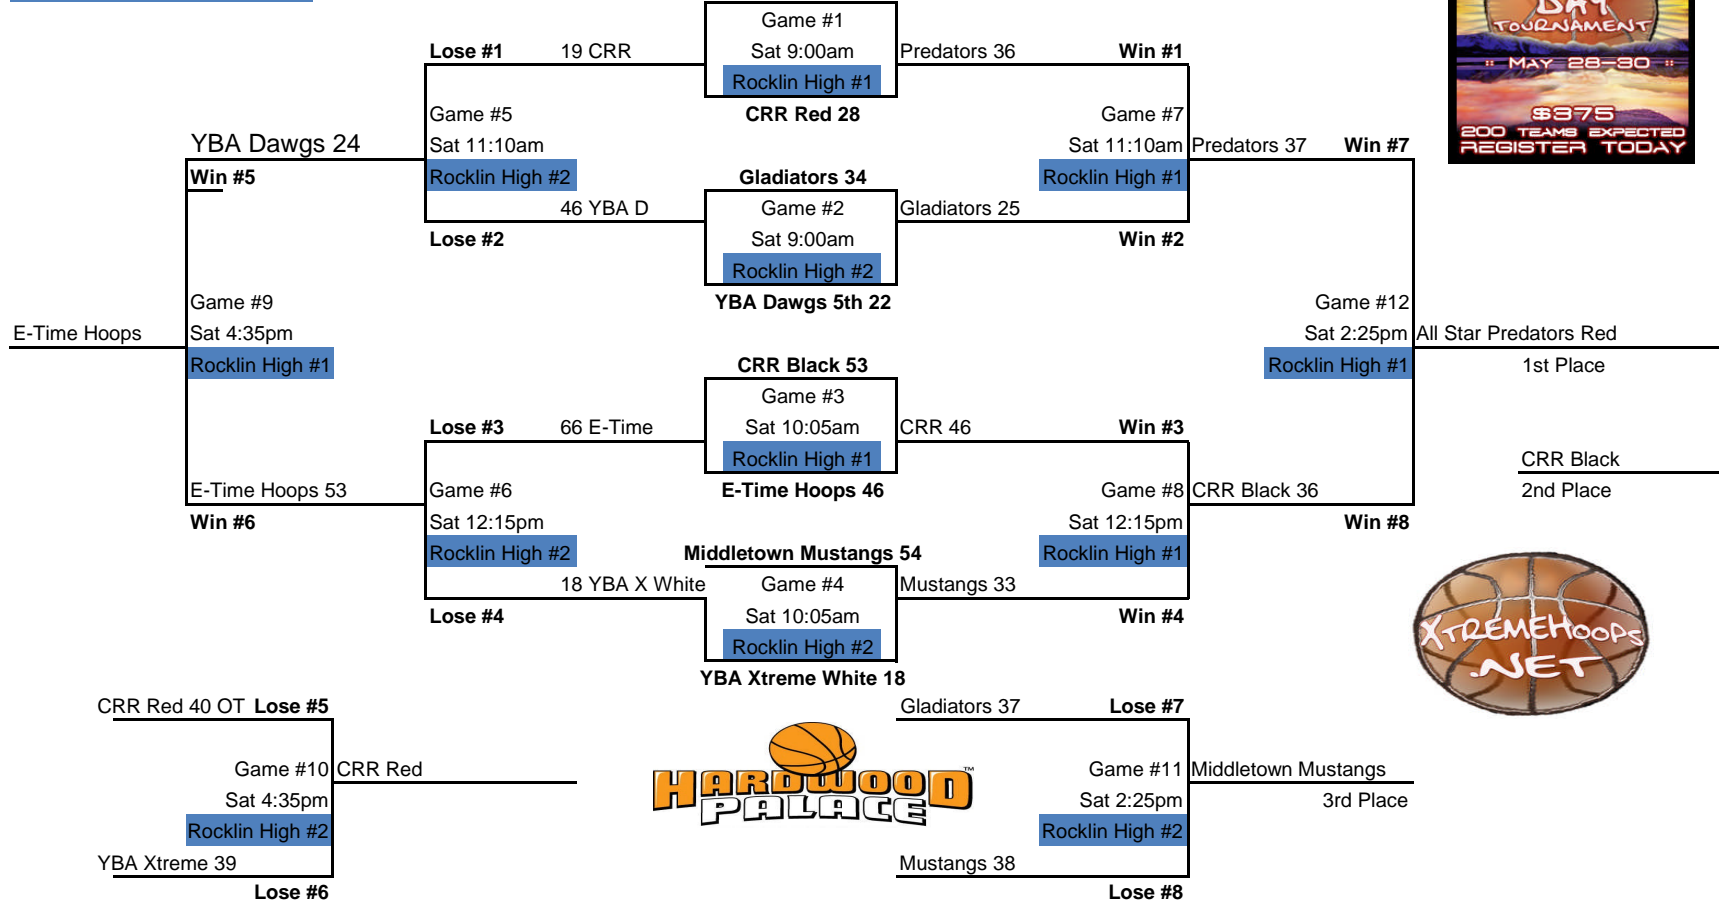 DAY
TOURNAMENT
:: MAY 28-30 ::
$375
200 TEAMS EXPECTED
REGISTER TODAY
Game #1
Lose #1 19 CRR Sat 9:00am Predators 36 Win #1
Rocklin High #1
Game #5 CRR Red 28 Game #7
YBA Dawgs 24 Sat 11:10am Sat 11:10am Predators 37 Win #7
Win #5 Rocklin High #2 Gladiators 34 Rocklin High #1
46 YBA D Game #2 Gladiators 25
Lose #2 Sat 9:00am Win #2
Rocklin High #2
Game #9 YBA Dawgs 5th 22 Game #12
E-Time Hoops Sat 4:35pm Sat 2:25pm All Star Predators Red
Rocklin High #1 CRR Black 53 Rocklin High #1 1st Place
Game #3
Lose #3 66 E-Time Sat 10:05am CRR 46 Win #3
Rocklin High #1 CRR Black
E-Time Hoops 53 Game #6 E-Time Hoops 46 Game #8 CRR Black 36 2nd Place
Win #6 Sat 12:15pm Sat 12:15pm Win #8
Rocklin High #2 Middletown Mustangs 54 Rocklin High #1
18 YBA X White Game #4 Mustangs 33
Lose #4 Sat 10:05am Win #4
Rocklin High #2
YBA Xtreme White 18
XTREMEHOOPS
.NET
CRR Red 40 OT Lose #5 Gladiators 37 Lose #7
Game #10 CRR Red Game #11 Middletown Mustangs
Sat 4:35pm Sat 2:25pm 3rd Place
Rocklin High #2 Rocklin High #2
YBA Xtreme 39 Mustangs 38
Lose #6 Lose #8
HARDWOOD™
PALACE